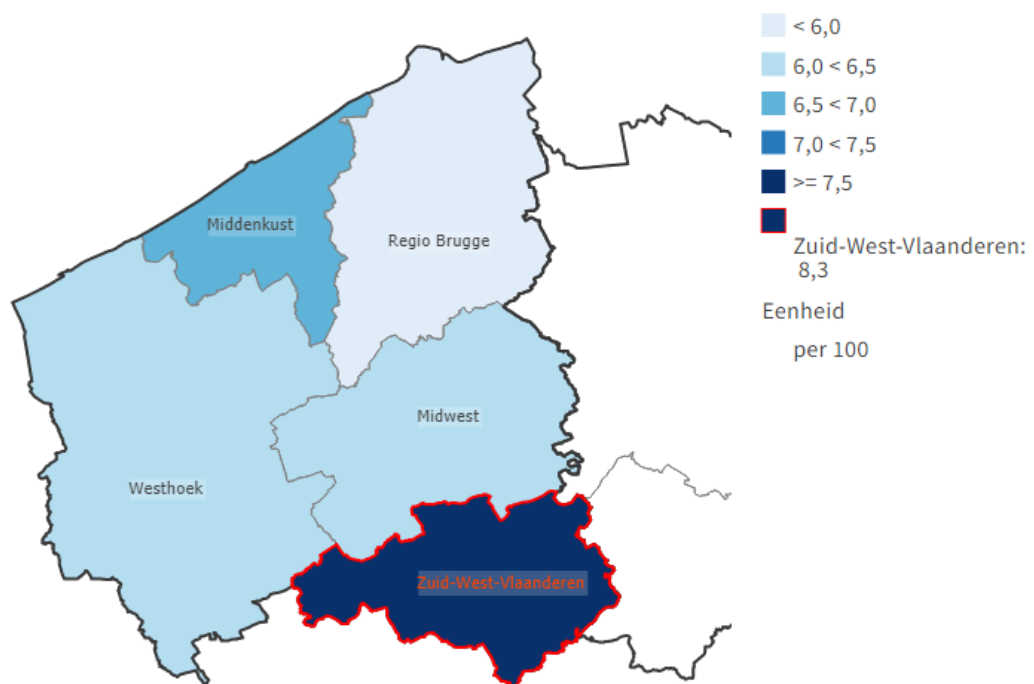 < 6,0
6,0 < 6,5
6,5 < 7,0
7,0 < 7,5
>= 7,5
Zuid-West-Vlaanderen:
8,3
Eenheid
per 100
Middenkust
Regio Brugge
Midwest
Westhoek
Zuid-West-Vlaanderen